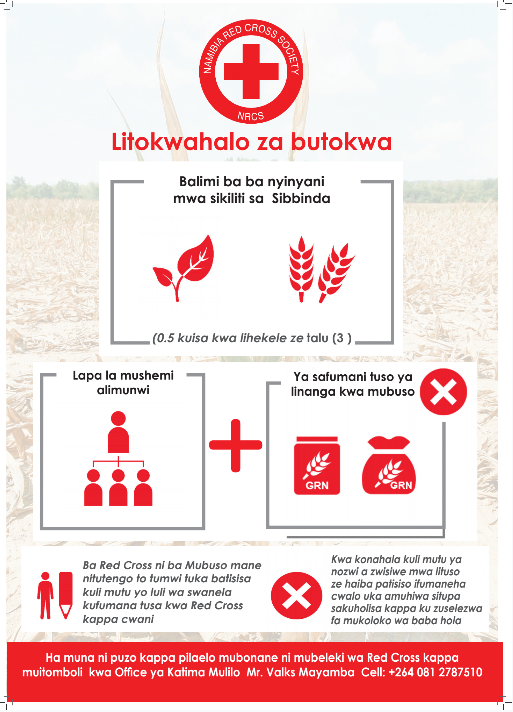 NAMIBIA RED CROSS SOCIETY
NRCS
Litokwahalo za butokwa
Balimi ba ba nyinyani
mwa sikiliti sa Sibbinda
(0.5 kuisa kwa lihekele ze talu (3 )
Lapa la mushemi
alimunwi
Ya safumani tuso ya
linanga kwa mubuso
GRN
GRN
Ba Red Cross ni ba Mubuso mane
nitutengo to tumwi tuka batisisa
kuli mutu yo luli wa swanela
kufumana tusa kwa Red Cross
kappa cwani
Kwa konahala kuli mutu ya
nozwi a zwisiwe mwa lituso
ze haiba patisiso ifumaneha
cwalo uka amuhiwa situpa
sakuholisa kappa ku zuselezwa
fa mukoloko wa baba hola
Ha muna ni puzo kappa pilaelo mubonane ni mubeleki wa Red Cross kappa
muitomboli kwa Office ya Katima Mulilo Mr. Valks Mayamba Cell: +264 081 2787510